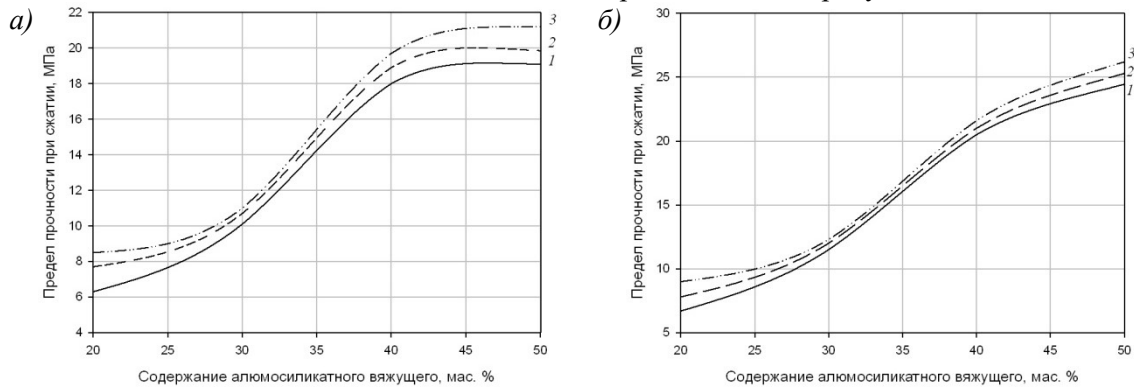 а)
Предел прочности при сжатии, МПа
22
20
18
16
14
12
10
8
6
4
3
2
1
20 25 30 35 40 45 50
Содержание алюмосиликатного вяжущего, мас. %
б)
Предел прочности при сжатии, МПа
30
25
20
15
10
5
3
2
1
20 25 30 35 40 45 50
Содержание алюмосиликатного вяжущего, мас. %